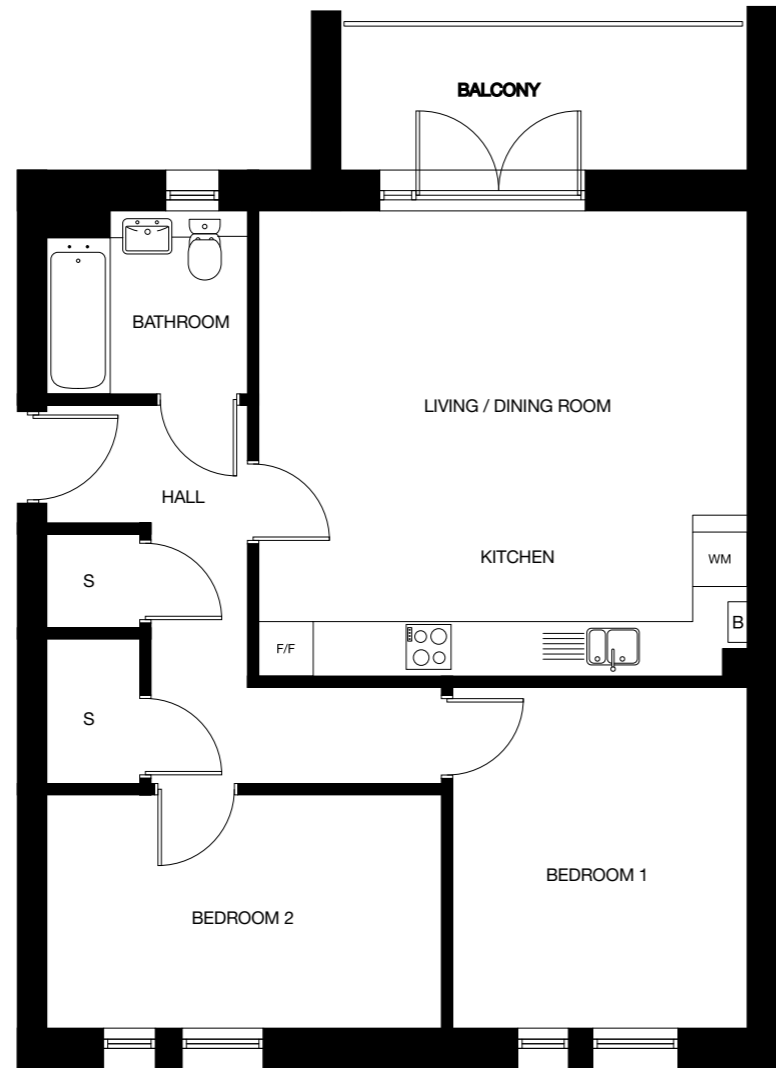 BALCONY
BATHROOM
LIVING / DINING ROOM
HALL
KITCHEN
WM
S
B
F/F
S
BEDROOM 1
BEDROOM 2